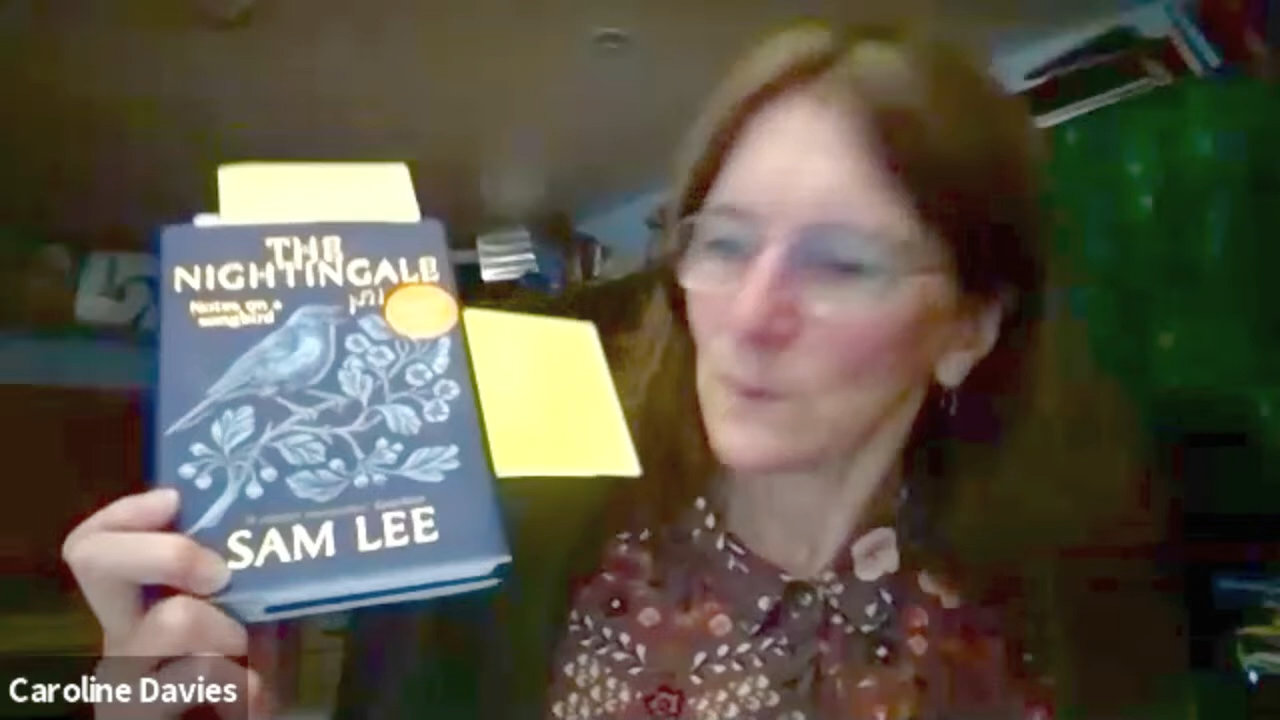 THE
NIGHTINGALE
Notes on a
songbird
SAM LEE
Caroline Davies